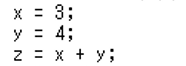 x = 3;
y = 4;
z = x + y;